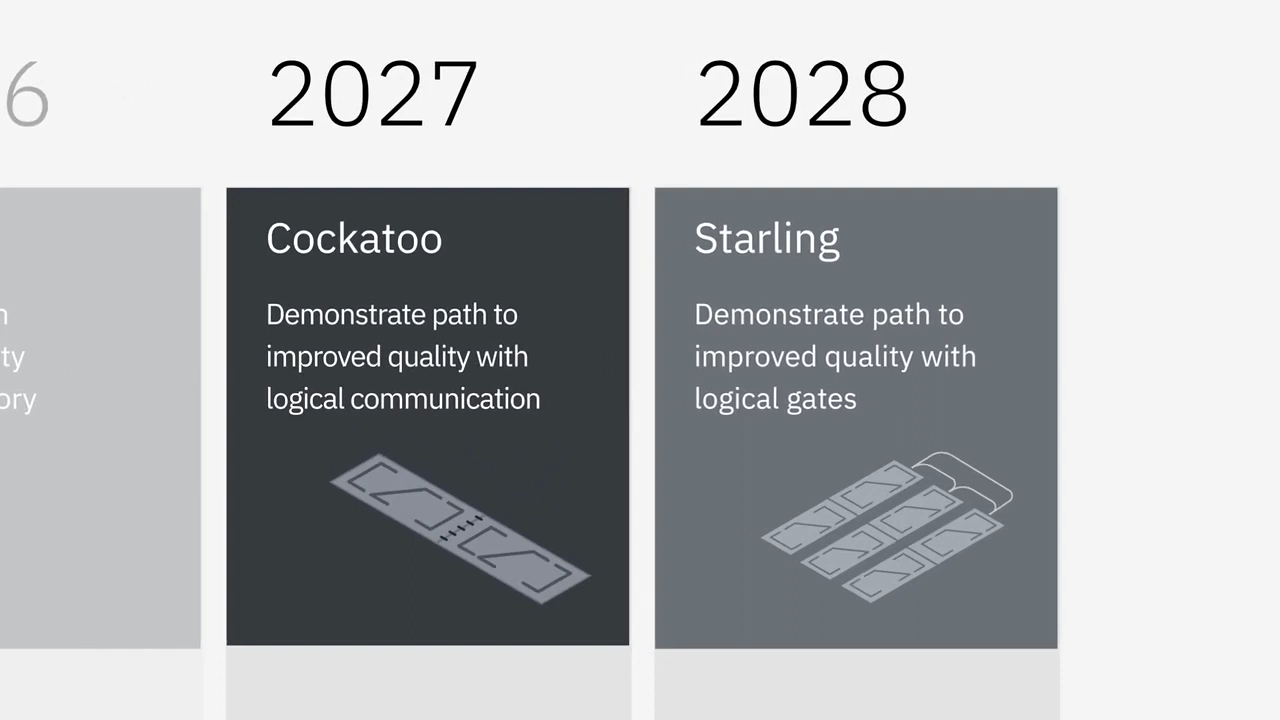 6
2027
2028
Cockatoo
Demonstrate path to
improved quality with
logical communication
Starling
Demonstrate path to
improved quality with
logical gates